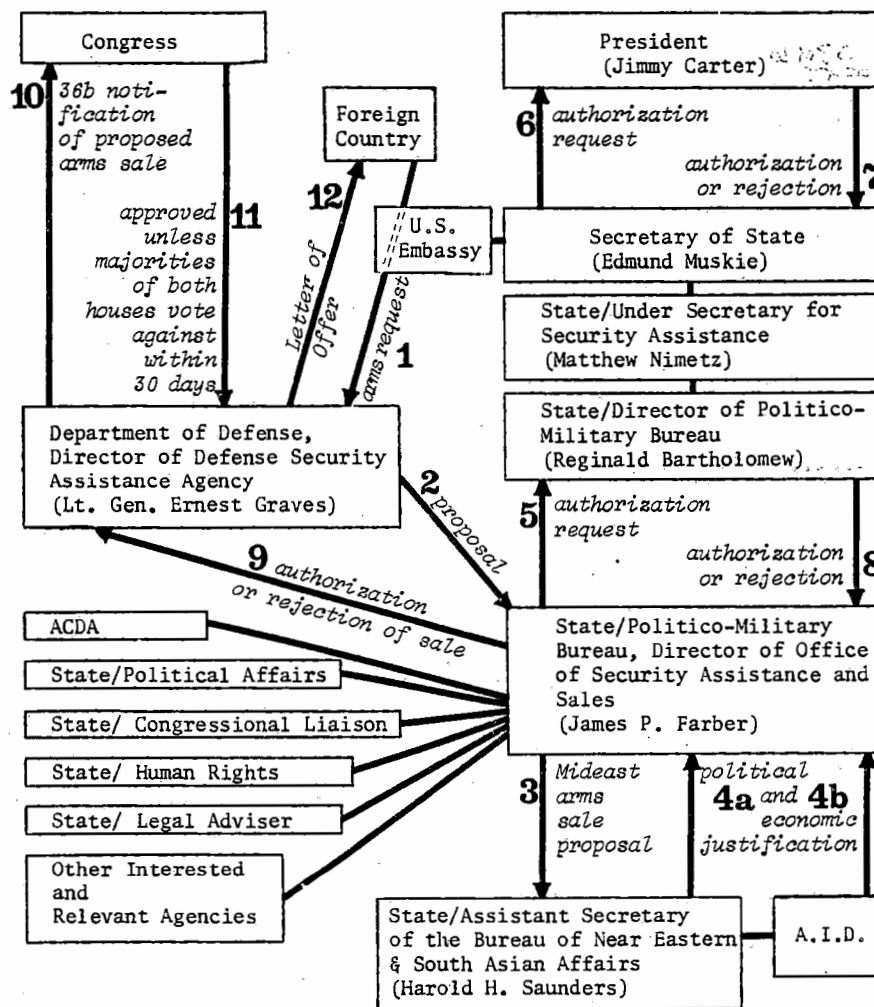 Congress
President
(Jimmy Carter)
10
36b noti-
fication
of proposed
arms sale
Foreign
Country
6
authorization
request
authorization
or rejection
7
approved
unless
majorities
of both
houses vote
against
within
30 days
11
12
Letter of
Offer
U.S.
Embassy
arms request
1
Secretary of State
(Edmund Muskie)
State/Under Secretary for
Security Assistance
(Matthew Nimetz)
State/Director of Politico-
Military Bureau
(Reginald Bartholomew)
Department of Defense,
Director of Defense Security
Assistance Agency
(Lt. Gen. Ernest Graves)
2
proposal
5
authorization
request
authorization
or rejection
8
9
authorization
or rejection of sale
ACDA
State/Political Affairs
State/ Congressional Liaison
State/ Human Rights
State/ Legal Adviser
Other Interested
and
Relevant Agencies
State/Politico-Military
Bureau, Director of Office
of Security Assistance and
Sales
(James P. Farber)
3
Mideast
arms
sale
proposal
4a
political
and
economic
justification
4b
State/Assistant Secretary
of the Bureau of Near Eastern
& South Asian Affairs
(Harold H. Saunders)
A.I.D.